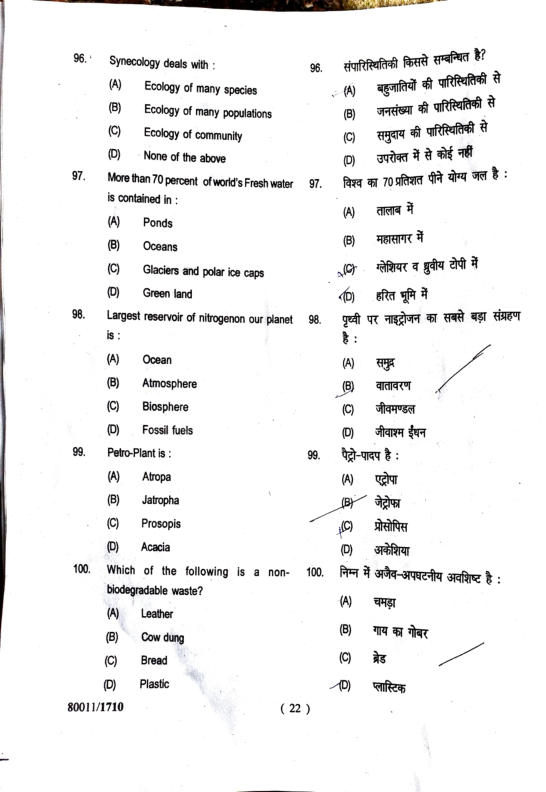 96. Synecology deals with :
(A) Ecology of many species
(B) Ecology of many populations
(C) Ecology of community
(D) None of the above
97. More than 70 percent of world's Fresh water
is contained in :
(A) Ponds
(B) Oceans
(C) Glaciers and polar ice caps
(D) Green land
98. Largest reservoir of nitrogenon our planet
is :
(A) Ocean
(B) Atmosphere
(C) Biosphere
(D) Fossil fuels
99. Petro-Plant is :
(A) Atropa
(B) Jatropha
(C) Prosopis
(D) Acacia
100. Which of the following is a non-
biodegradable waste?
(A) Leather
(B) Cow dung
(C) Bread
(D) Plastic
96. संपारिस्थितिकी किससे सम्बन्धित है?
(A) बहुजातियों की पारिस्थितिकी से
(B) जनसंख्या की पारिस्थितिकी से
(C) समुदाय की पारिस्थितिकी से
(D) उपरोक्त में से कोई नहीं
97. विश्व का 70 प्रतिशत पीने योग्य जल है :
(A) तालाब में
(B) महासागर में
(C) ग्लेशियर व ध्रुवीय टोपी में
(D) हरित भूमि में
98. पृथ्वी पर नाइट्रोजन का सबसे बड़ा संग्रहण
है :
(A) समुद्र
(B) वातावरण
(C) जीवमण्डल
(D) जीवाश्म ईंधन
99. पैट्रो-पादप है :
(A) एट्रोपा
(B) जेट्रोफा
(C) प्रोसोपिस
(D) अकेशिया
100. निम्न में अजैव-अपघटनीय अवशिष्ट है :
(A) चमड़ा
(B) गाय का गोबर
(C) ब्रेड
(D) प्लास्टिक
80011/1710 ( 22 )